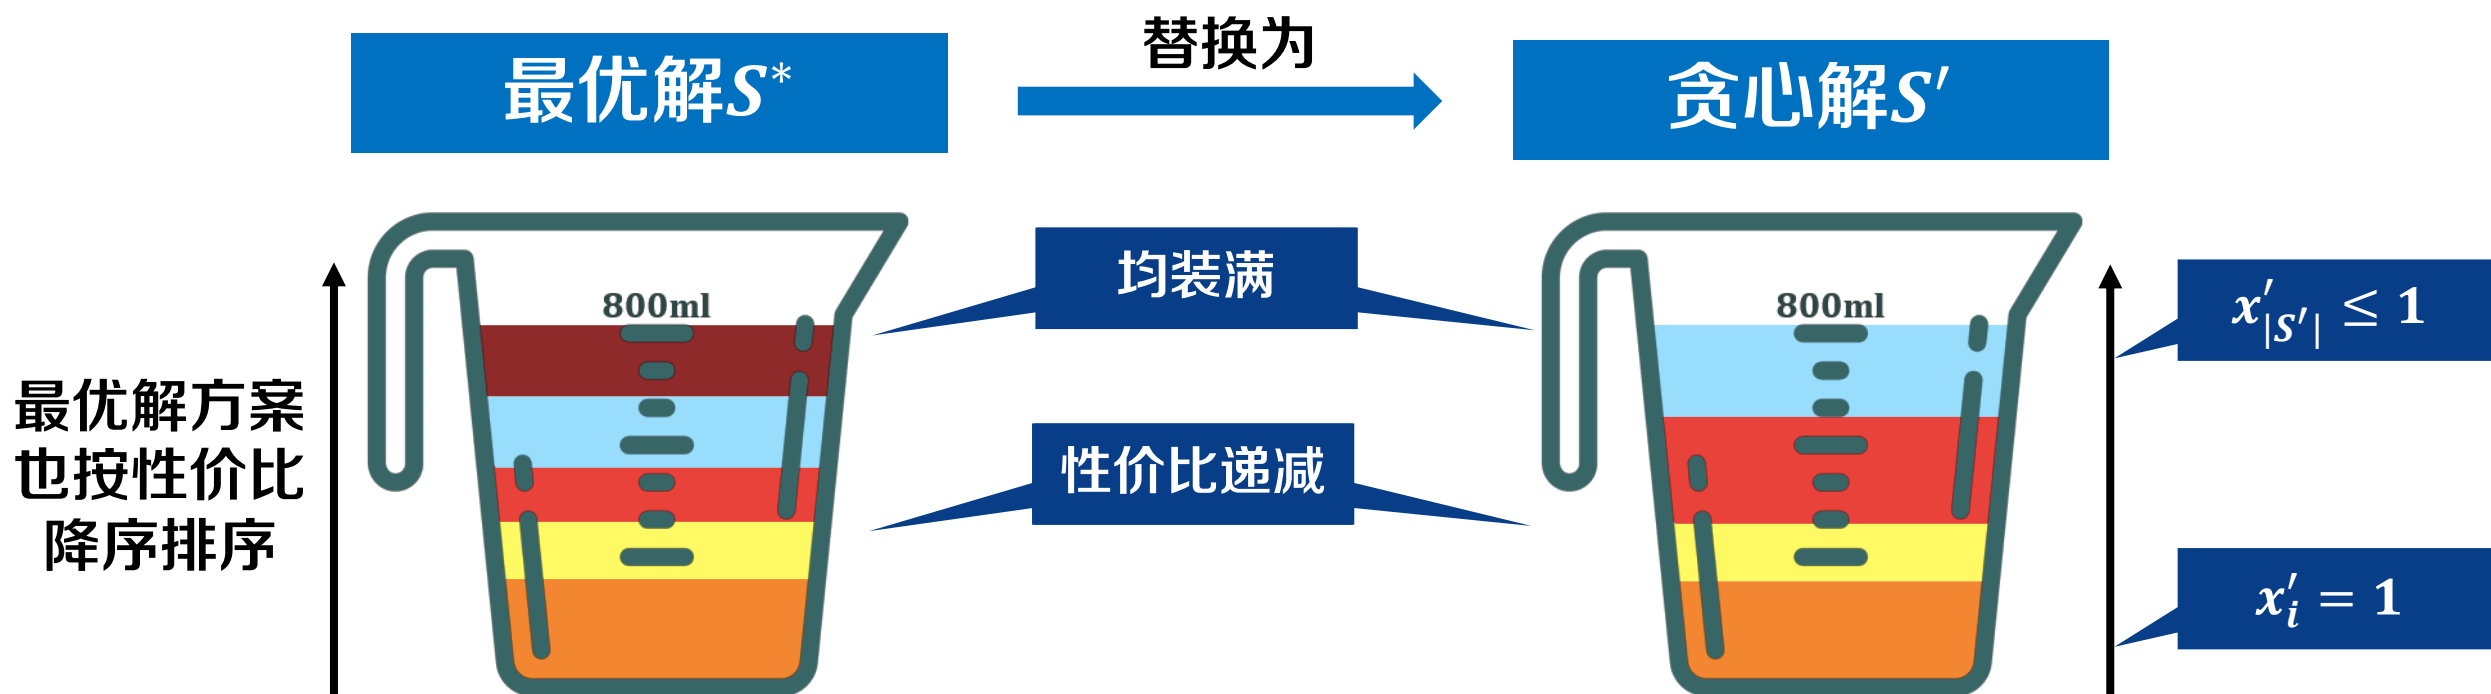 替换为
最优解S*
贪心解S′
均装满
800ml
800ml
x′|S′| ≤ 1
最优解方案
也按性价比
降序排序
性价比递减
x′i = 1